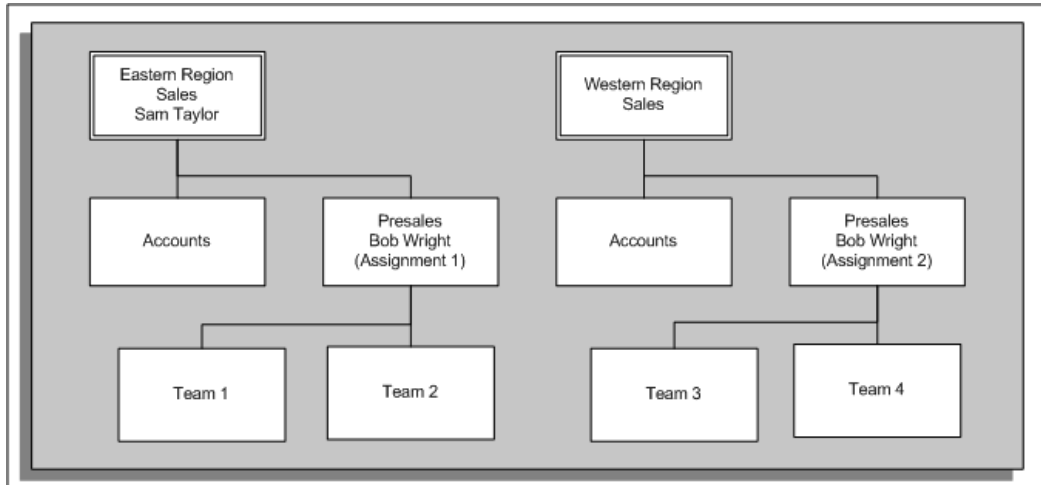 Eastern Region
Sales
Sam Taylor
Western Region
Sales
Accounts
Presales
Bob Wright
(Assignment 1)
Accounts
Presales
Bob Wright
(Assignment 2)
Team 1
Team 2
Team 3
Team 4